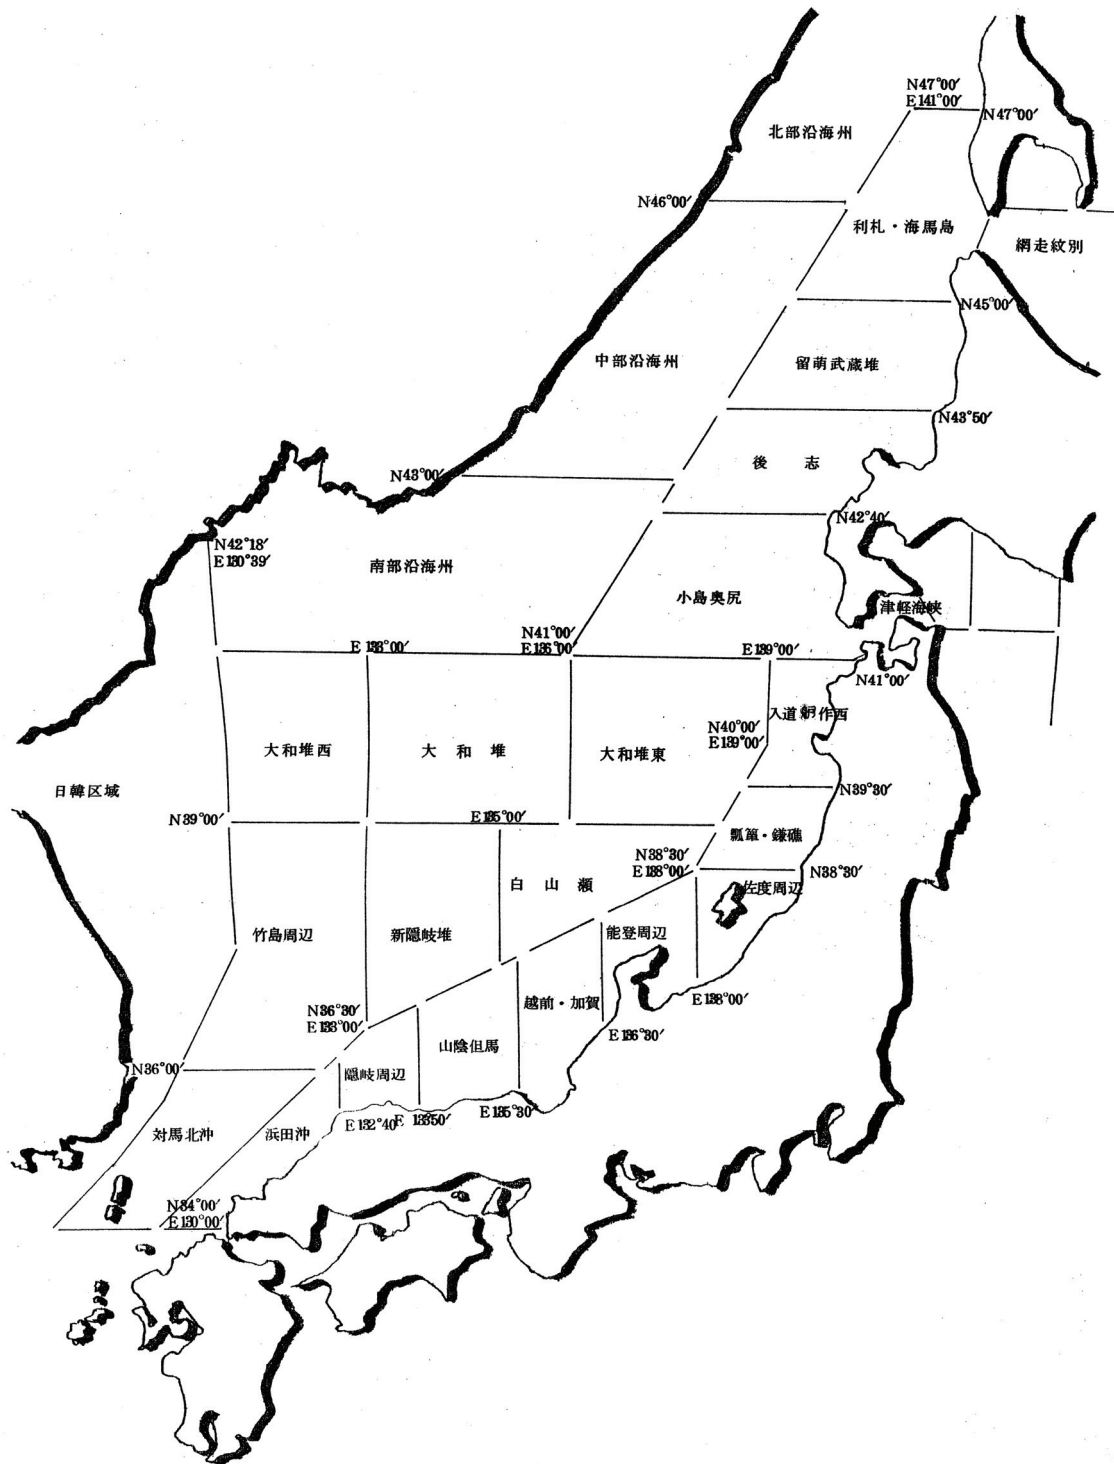 N47°00′
E141°00′
N47°00′
北部沿海州
N46°00′
利礼・海馬島
網走紋別
N45°00′
中部沿海州
留萌武蔵堆
N43°50′
後 志
N43°00′
N42°40′
N42°18′
E130°39′
南部沿海州
小島奥尻
津軽海峡
N41°00′
E136°00′
E133°00′
E139°00′
N41°00′
入道 作西
N40°00′
E139°00′
大和堆西
大 和 堆
大和堆東
日韓区域
N39°30′
N39°00′
E135°00′
瓢箪・鎌礁
N38°30′
E138°00′
N38°30′
白 山 瀬
佐度周辺
竹島周辺
新隠岐堆
能登周辺
E138°00′
越前・加賀
N36°30′
E133°00′
E136°30′
山陰但馬
N36°00′
隠岐周辺
E132°40′
E133°50′
E135°30′
対馬北沖
浜田沖
N34°00′
E130°00′